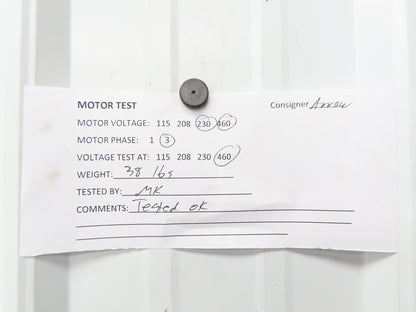 MOTOR TEST Consigner Arrow
MOTOR VOLTAGE: 115 208 230 460
MOTOR PHASE: 1 3
VOLTAGE TEST AT: 115 208 230 460
WEIGHT: 38 lbs
TESTED BY: MK
COMMENTS: Tested ok